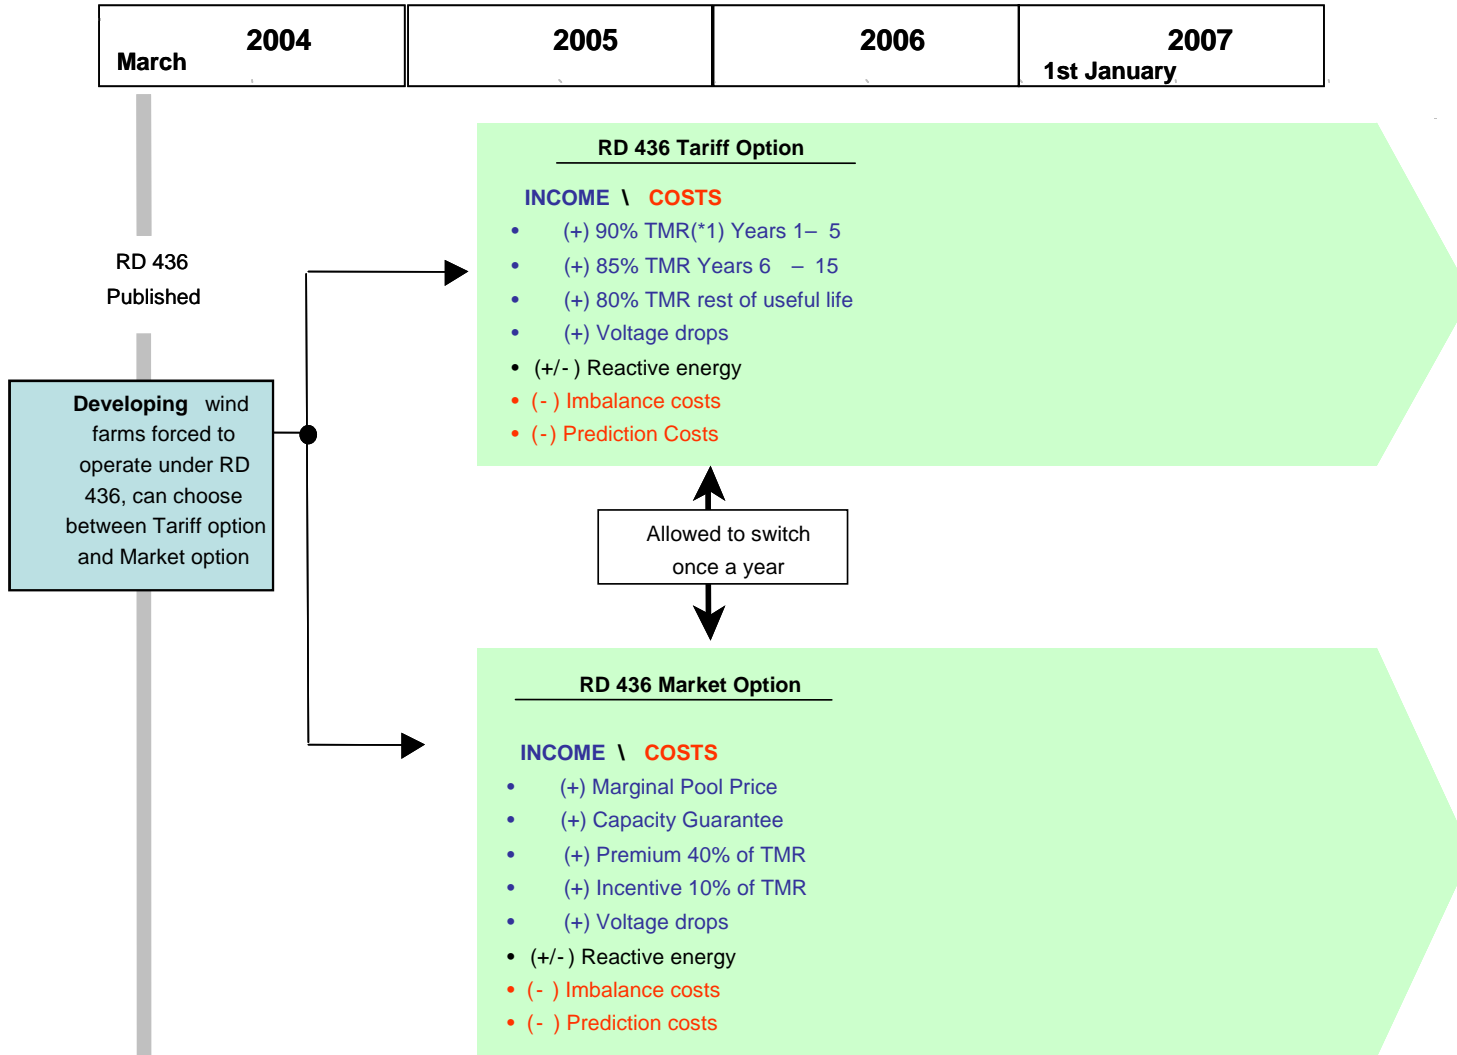 2004
March
2005
2006
2007
1st January
RD 436
Published
Developing wind
farms forced to
operate under RD
436, can choose
between Tariff option
and Market option
RD 436 Tariff Option
INCOME \ COSTS
• (+) 90% TMR(*1) Years 1– 5
• (+) 85% TMR Years 6 – 15
• (+) 80% TMR rest of useful life
• (+) Voltage drops
• (+/-) Reactive energy
• (-) Imbalance costs
• (-) Prediction Costs
Allowed to switch
once a year
RD 436 Market Option
INCOME \ COSTS
• (+) Marginal Pool Price
• (+) Capacity Guarantee
• (+) Premium 40% of TMR
• (+) Incentive 10% of TMR
• (+) Voltage drops
• (+/-) Reactive energy
• (- ) Imbalance costs
• (- ) Prediction costs